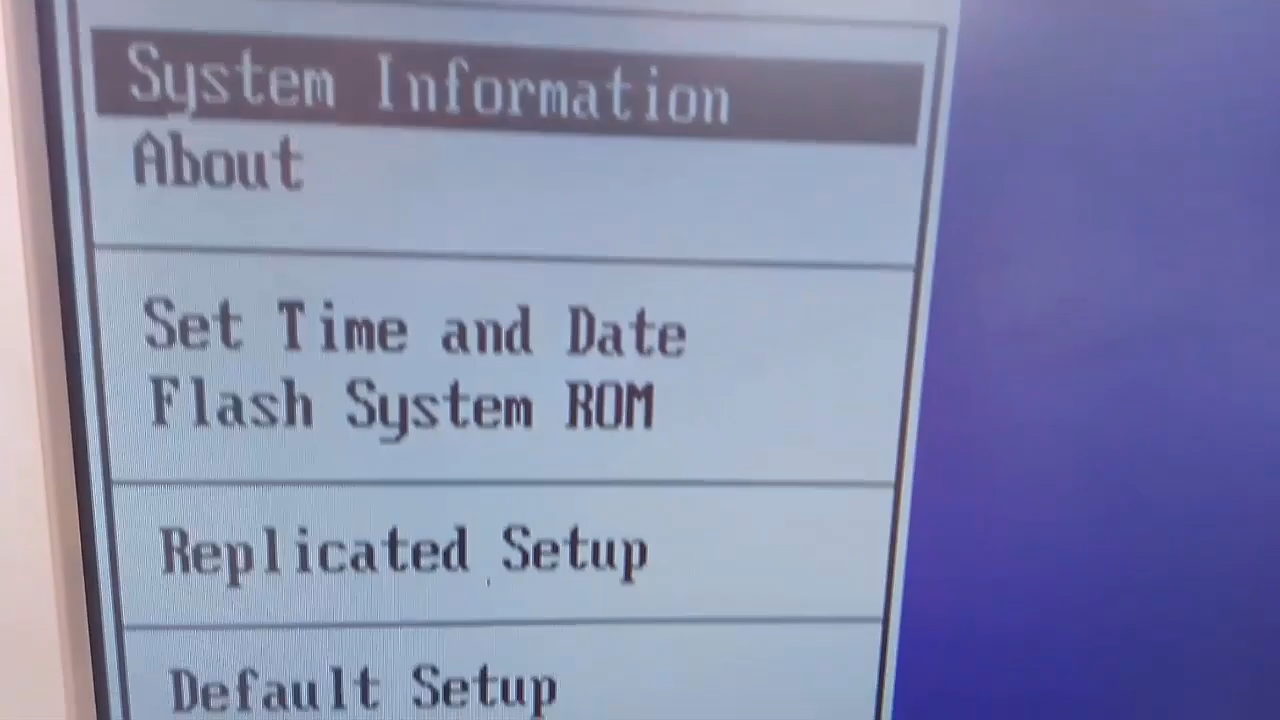 System Information
About
Set Time and Date
Flash System ROM
Replicated Setup
Default Setup